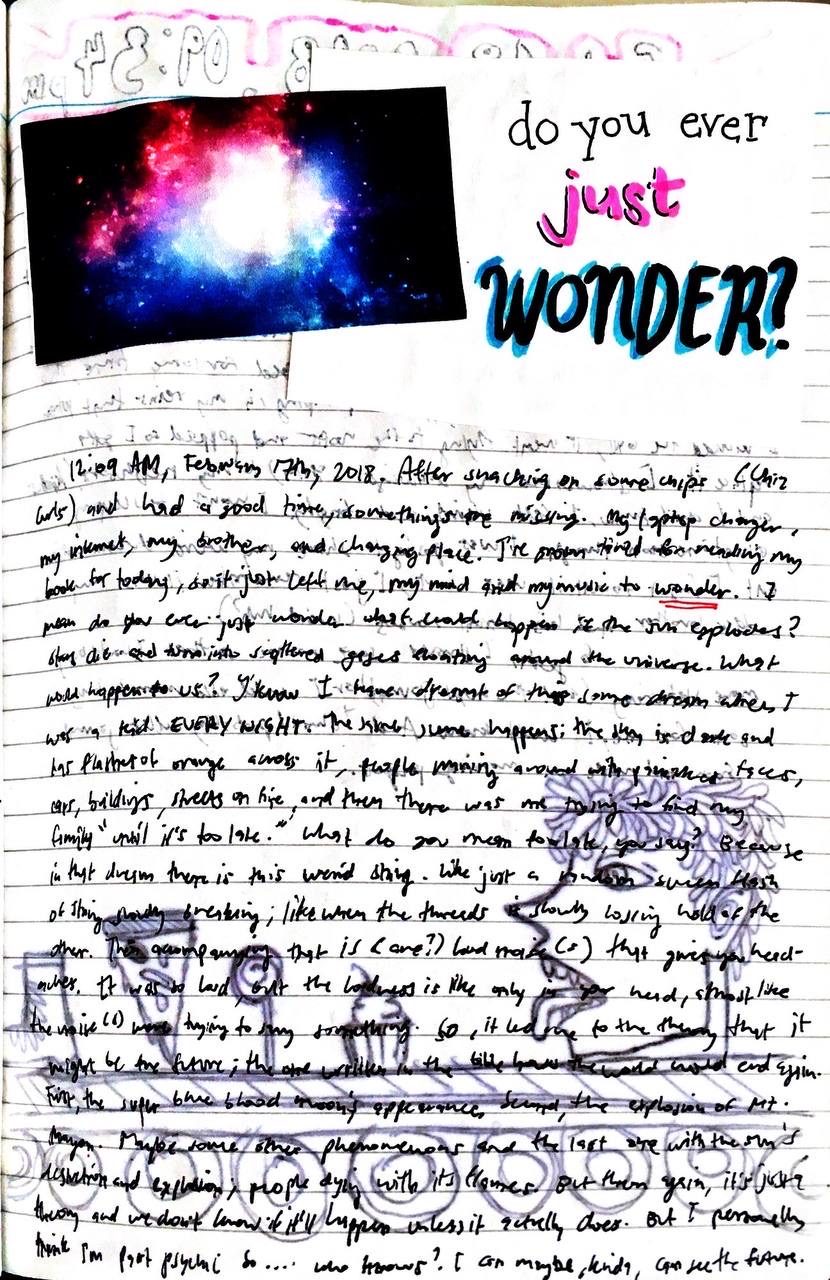 do you ever
just
WONDER?
12:09 AM, February 17th, 2018. After snacking on some chips (Chiz
Curls) and had a good time, somethings are missing. My laptop charger,
my internet, my brother, and charging place. I've grown tired for reading my
book for today, so it just left me, my mind and my music to wonder. I
mean do you ever just wonder what could happen if the sun explodes?
stars die and turn into scattered gases floating around the universe. What
would happen to us? Y'know I have dreamt of this same dream when I
was a kid EVERY NIGHT. The same scene happens; the sky is dark and
has flashes of orange across it, people running around with faces,
cars, buildings, streets on fire, and then there was me trying to find my
family "until it's too late." What do you mean too late, you say? Because
in that dream there is this weird string. Like just a random screen flash
of string slowly breaking; like when the threads is slowly losing hold of the
other. Then accompanying that is (are?) loud noise(s) that gives you head-
aches. It was so loud, but the loudness is like only in your head, almost like
the noise(s) were trying to say something. So, it led me to the theory that it
might be the future; the one written in the bible how the world would end again.
First, the super blue blood moon's appearance, Second, the explosion of Mt.
Mayon. Maybe some other phenomenons and the last one with the sun's
destruction and explosion; people dying with its flames. But then again, it's just a
theory and we don't know if it'll happen unless it actually does. But I personally
think I'm part psychic so.... who knows? I can maybe, kinda, can see the future.